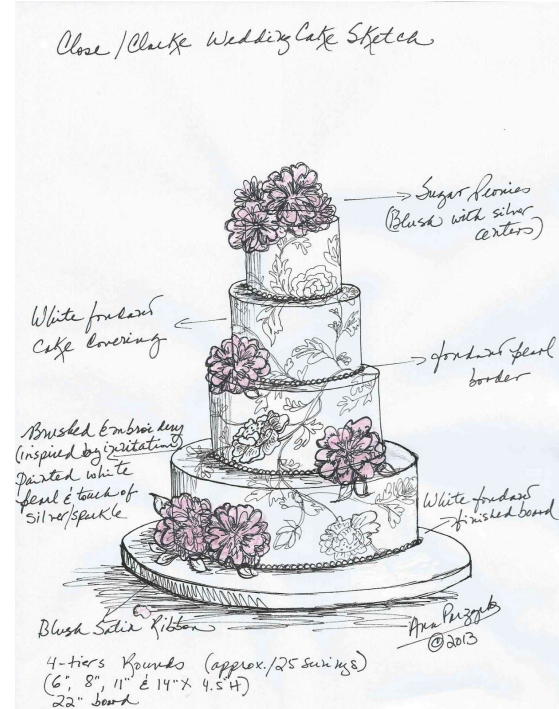 Close/Clarke Wedding Cake Sketch
Sugar Peonies
(Blush with silver
centers)
White fondant
cake covering
fondant pearl
border
Brushed Embroidery
(inspired by invitation)
Painted white
pearl & touch of
silver/sparkle
White fondant
finished board
Blush Satin Ribbon
Ann
©2013
4-tiers Rounds (approx. 125 servings)
(6", 8", 11" & 14" X 4.5"H)
22" board